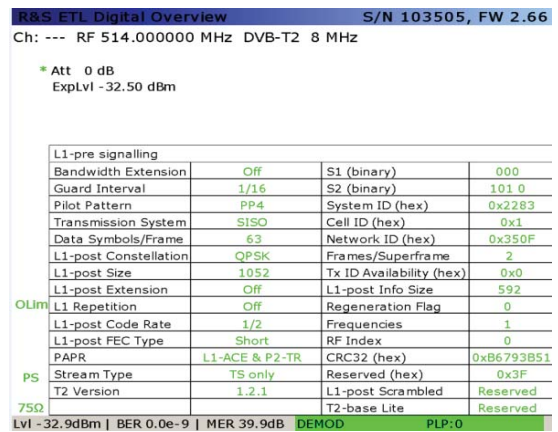 R&S ETL Digital Overview S/N 103505, FW 2.66
Ch: --- RF 514.000000 MHz DVB-T2 8 MHz
* Att 0 dB
ExpLvl -32.50 dBm
L1-pre signalling
Bandwidth Extension Off S1 (binary) 000
Guard Interval 1/16 S2 (binary) 101 0
Pilot Pattern PP4 System ID (hex) 0x2283
Transmission System SISO Cell ID (hex) 0x1
Data Symbols/Frame 63 Network ID (hex) 0x350F
L1-post Constellation QPSK Frames/Superframe 2
L1-post Size 1052 Tx ID Availability (hex) 0x0
L1-post Extension Off L1-post Info Size 592
OLim L1 Repetition Off Regeneration Flag 0
L1-post Code Rate 1/2 Frequencies 1
L1-post FEC Type Short RF Index 0
PAPR L1-ACE & P2-TR CRC32 (hex) 0xB6793B51
PS Stream Type TS only Reserved (hex) 0x3F
T2 Version 1.2.1 L1-post Scrambled Reserved
75Ω T2-base Lite Reserved
Lvl -32.9dBm | BER 0.0e-9 | MER 39.9dB DEMOD PLP:0